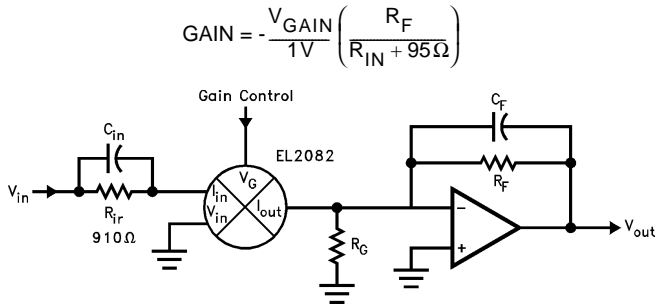 GAIN = - V_GAIN / 1V ( R_F / R_IN + 95Ω )
Gain Control
C_in
C_F
EL2082
V_in
I_in
V_G
I_out
V_in
R_F
R_ir
910Ω
R_G
-
+
V_out